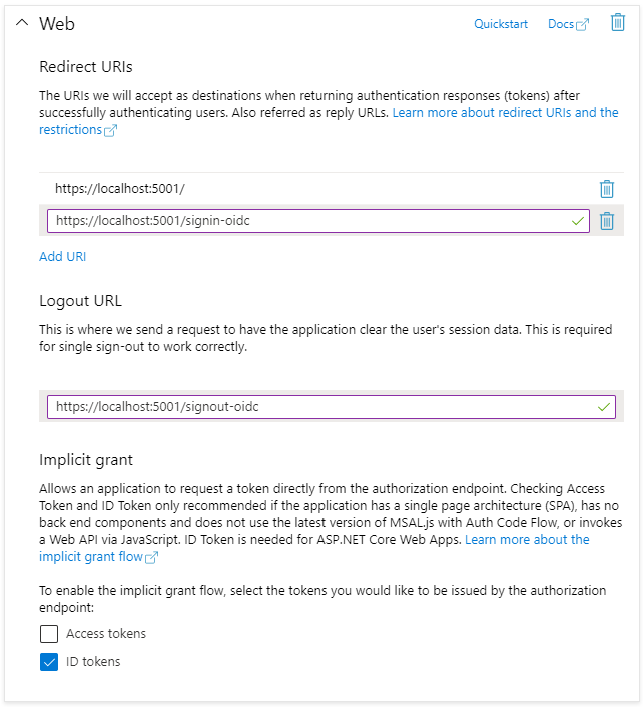 Web
Quickstart
Docs
Redirect URIs
The URIs we will accept as destinations when returning authentication responses (tokens) after
successfully authenticating users. Also referred as reply URLs. Learn more about redirect URIs and the
restrictions
https://localhost:5001/
https://localhost:5001/signin-oidc
Add URI
Logout URL
This is where we send a request to have the application clear the user's session data. This is required
for single sign-out to work correctly.
https://localhost:5001/signout-oidc
Implicit grant
Allows an application to request a token directly from the authorization endpoint. Checking Access
Token and ID Token only recommended if the application has a single page architecture (SPA), has no
back end components and does not use the latest version of MSAL.js with Auth Code Flow, or invokes
a Web API via JavaScript. ID Token is needed for ASP.NET Core Web Apps. Learn more about the
implicit grant flow
To enable the implicit grant flow, select the tokens you would like to be issued by the authorization
endpoint:
Access tokens
ID tokens